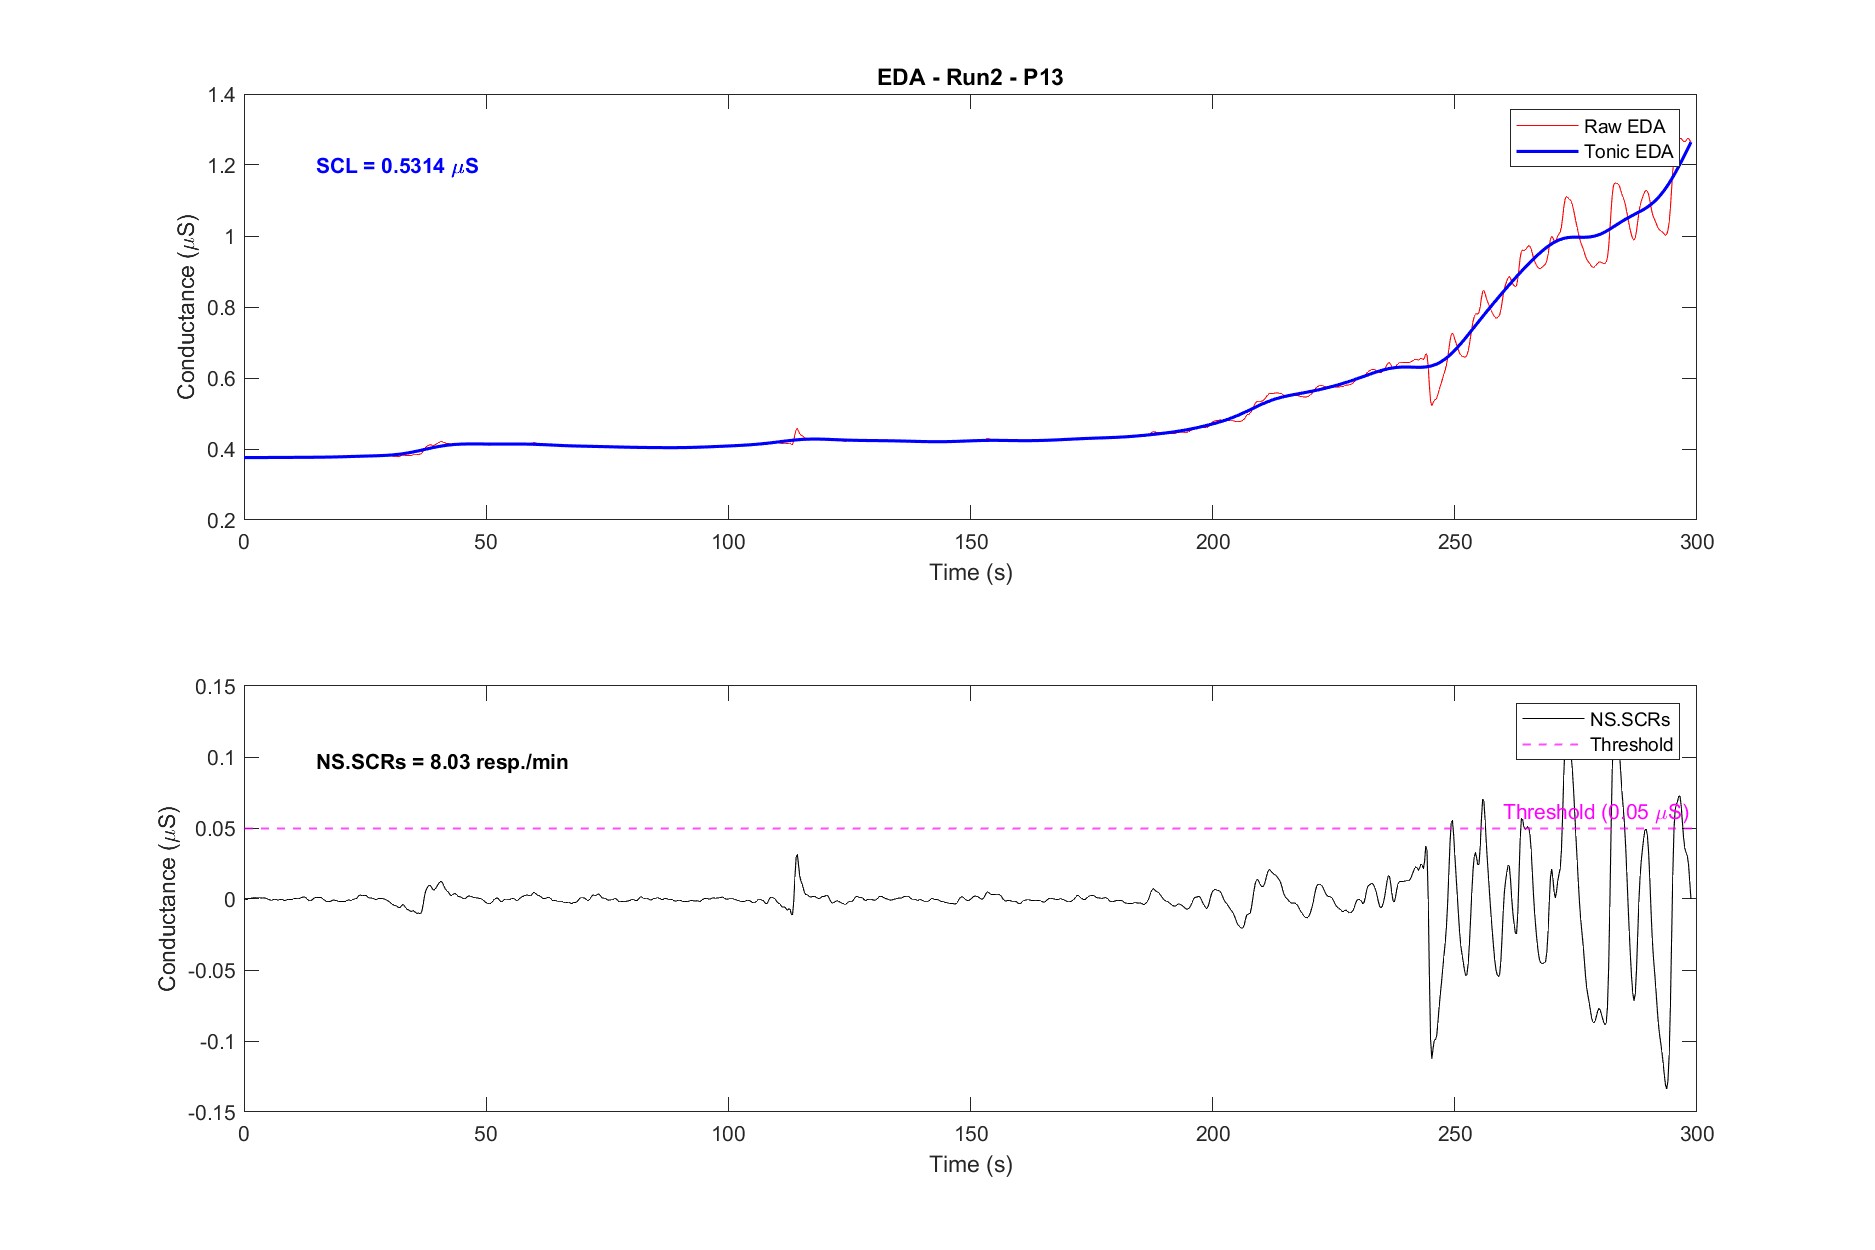 EDA - Run2 - P13
1.4
1.2
1
0.8
0.6
0.4
0.2
Conductance (μS)
SCL = 0.5314 μS
Raw EDA
Tonic EDA
0 50 100 150 200 250 300
Time (s)
0.15
0.1
0.05
0
-0.05
-0.1
-0.15
Conductance (μS)
NS.SCRs = 8.03 resp./min
NS.SCRs
Threshold
Threshold (0.05 μS)
0 50 100 150 200 250 300
Time (s)